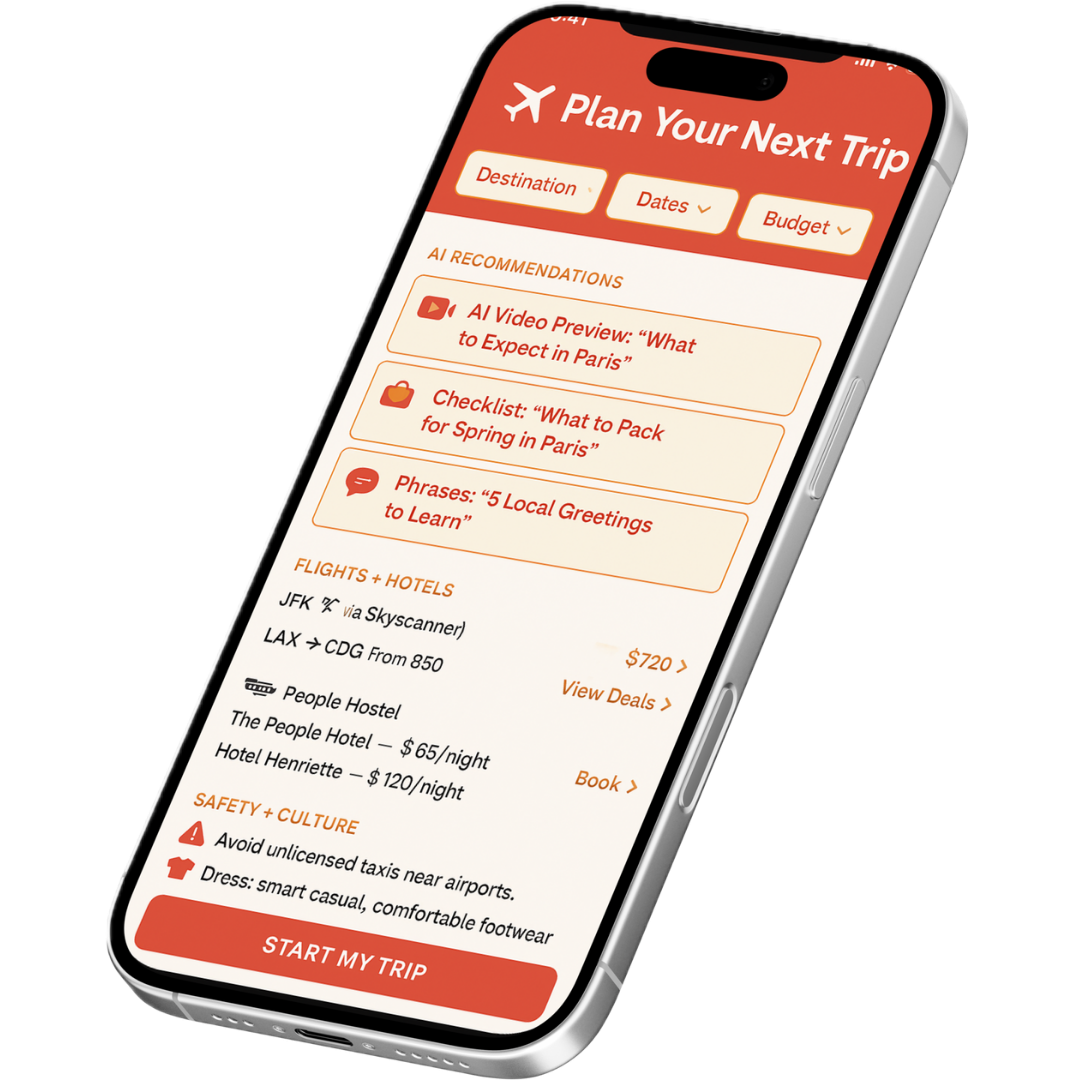 9:41
Plan Your Next Trip
Destination
Dates
Budget
AI RECOMMENDATIONS
AI Video Preview: “What
to Expect in Paris”
Checklist: “What to Pack
for Spring in Paris”
Phrases: “5 Local Greetings
to Learn”
FLIGHTS + HOTELS
JFK via Skyscanner)
$720 >
LAX → CDG From 850
View Deals >
People Hostel
The People Hotel — $65/night
Hotel Henriette — $120/night
Book >
SAFETY + CULTURE
Avoid unlicensed taxis near airports.
Dress: smart casual, comfortable footwear
START MY TRIP